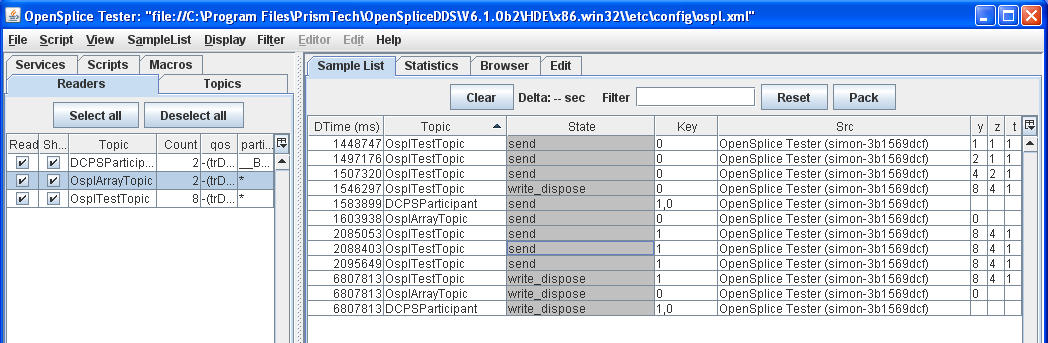 OpenSplice Tester: "file://C:\Program Files\PrismTech\OpenSpliceDDS\V6.1.0b2\HDE\x86.win32\\etc\config\ospl.xml"
File Script View SampleList Display Filter Editor Edit Help
Services Scripts Macros
Readers Topics
Select all Deselect all
Read Sh... Topic Count qos parti...
DCPSParticip... 2 -(trD... __B...
OsplArrayTopic 2 -(trD... *
OsplTestTopic 8 -(trD... *
Sample List Statistics Browser Edit
Clear Delta: -- sec Filter Reset Pack
DTime (ms) Topic State Key Src y z t
1448747 OsplTestTopic send 0 OpenSplice Tester (simon-3b1569dcf) 1 1 1
1497176 OsplTestTopic send 0 OpenSplice Tester (simon-3b1569dcf) 2 1 1
1507320 OsplTestTopic send 0 OpenSplice Tester (simon-3b1569dcf) 4 2 1
1546297 OsplTestTopic write_dispose 0 OpenSplice Tester (simon-3b1569dcf) 8 4 1
1583899 DCPSParticipant send 1,0 OpenSplice Tester (simon-3b1569dcf)
1603938 OsplArrayTopic send 0 OpenSplice Tester (simon-3b1569dcf) 0
2085053 OsplTestTopic send 1 OpenSplice Tester (simon-3b1569dcf) 8 4 1
2088403 OsplTestTopic send 1 OpenSplice Tester (simon-3b1569dcf) 8 4 1
2095649 OsplTestTopic send 1 OpenSplice Tester (simon-3b1569dcf) 8 4 1
6807813 OsplTestTopic write_dispose 1 OpenSplice Tester (simon-3b1569dcf) 8 4 1
6807813 OsplArrayTopic write_dispose 0 OpenSplice Tester (simon-3b1569dcf) 0
6807813 DCPSParticipant write_dispose 1,0 OpenSplice Tester (simon-3b1569dcf)